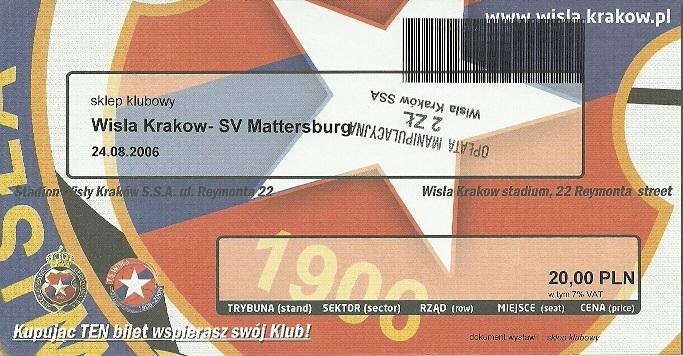 www.wisla.krakow.pl
sklep klubowy
Wisla Krakow- SV Mattersburg
24.08.2006
OPŁATA MANIPULACYJNA
2 ZŁ
Wisła Kraków SSA
Stadion Wisły Kraków S.S.A. ul. Reymonta 22
Wisla Krakow stadium, 22 Reymonta street
WISŁA
1900
20,00 PLN
w tym 7% VAT
TRYBUNA (stand) SEKTOR (sector) RZĄD (row) MIEJSCE (seat) CENA (price)
Kupując TEN bilet wspierasz swój Klub!
dokument wystawił : sklep klubowy